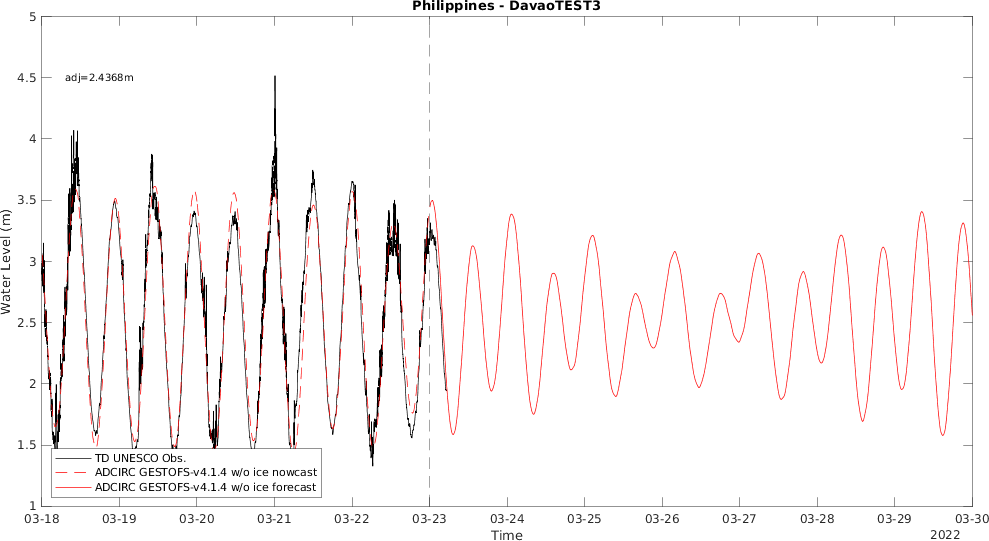 Philippines - DavaoTEST3
5
4.5
4
3.5
3
2.5
2
1.5
1
Water Level (m)
adj=2.4368m
TD UNESCO Obs.
ADCIRC GESTOFS-v4.1.4 w/o ice nowcast
ADCIRC GESTOFS-v4.1.4 w/o ice forecast
03-18 03-19 03-20 03-21 03-22 03-23 03-24 03-25 03-26 03-27 03-28 03-29 03-30
Time
2022